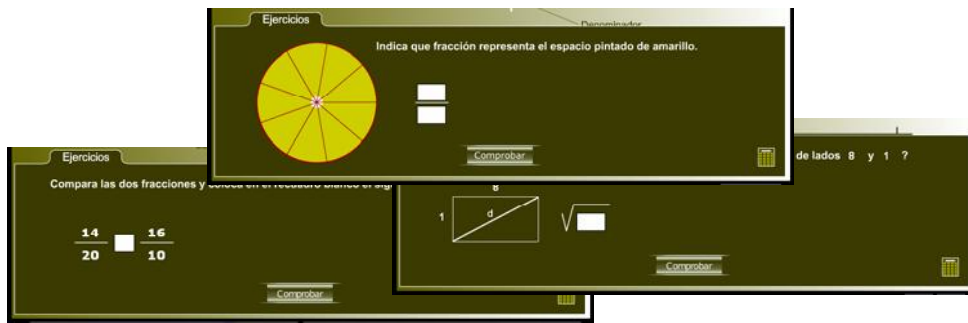 Ejercicios
Denominador
Indica que fracción representa el espacio pintado de amarillo.
Comprobar
Ejercicios
Compara las dos fracciones y coloca en el recuadro blanco el
14
20
16
10
Comprobar
de lados 8 y 1 ?
8
1
d
√
Comprobar